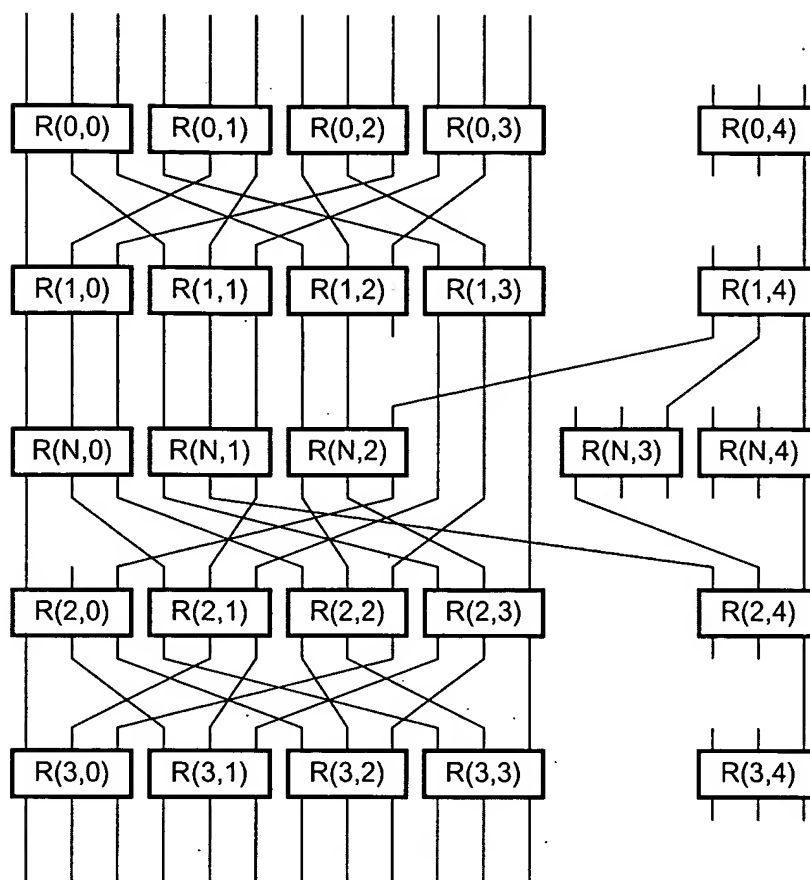 R(0,0) R(0,1) R(0,2) R(0,3) R(0,4)
R(1,0) R(1,1) R(1,2) R(1,3) R(1,4)
R(N,0) R(N,1) R(N,2) R(N,3) R(N,4)
R(2,0) R(2,1) R(2,2) R(2,3) R(2,4)
R(3,0) R(3,1) R(3,2) R(3,3) R(3,4)